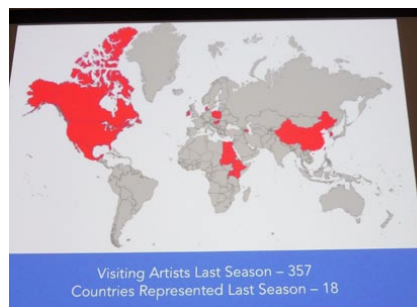 Visiting Artists Last Season – 357
Countries Represented Last Season – 18